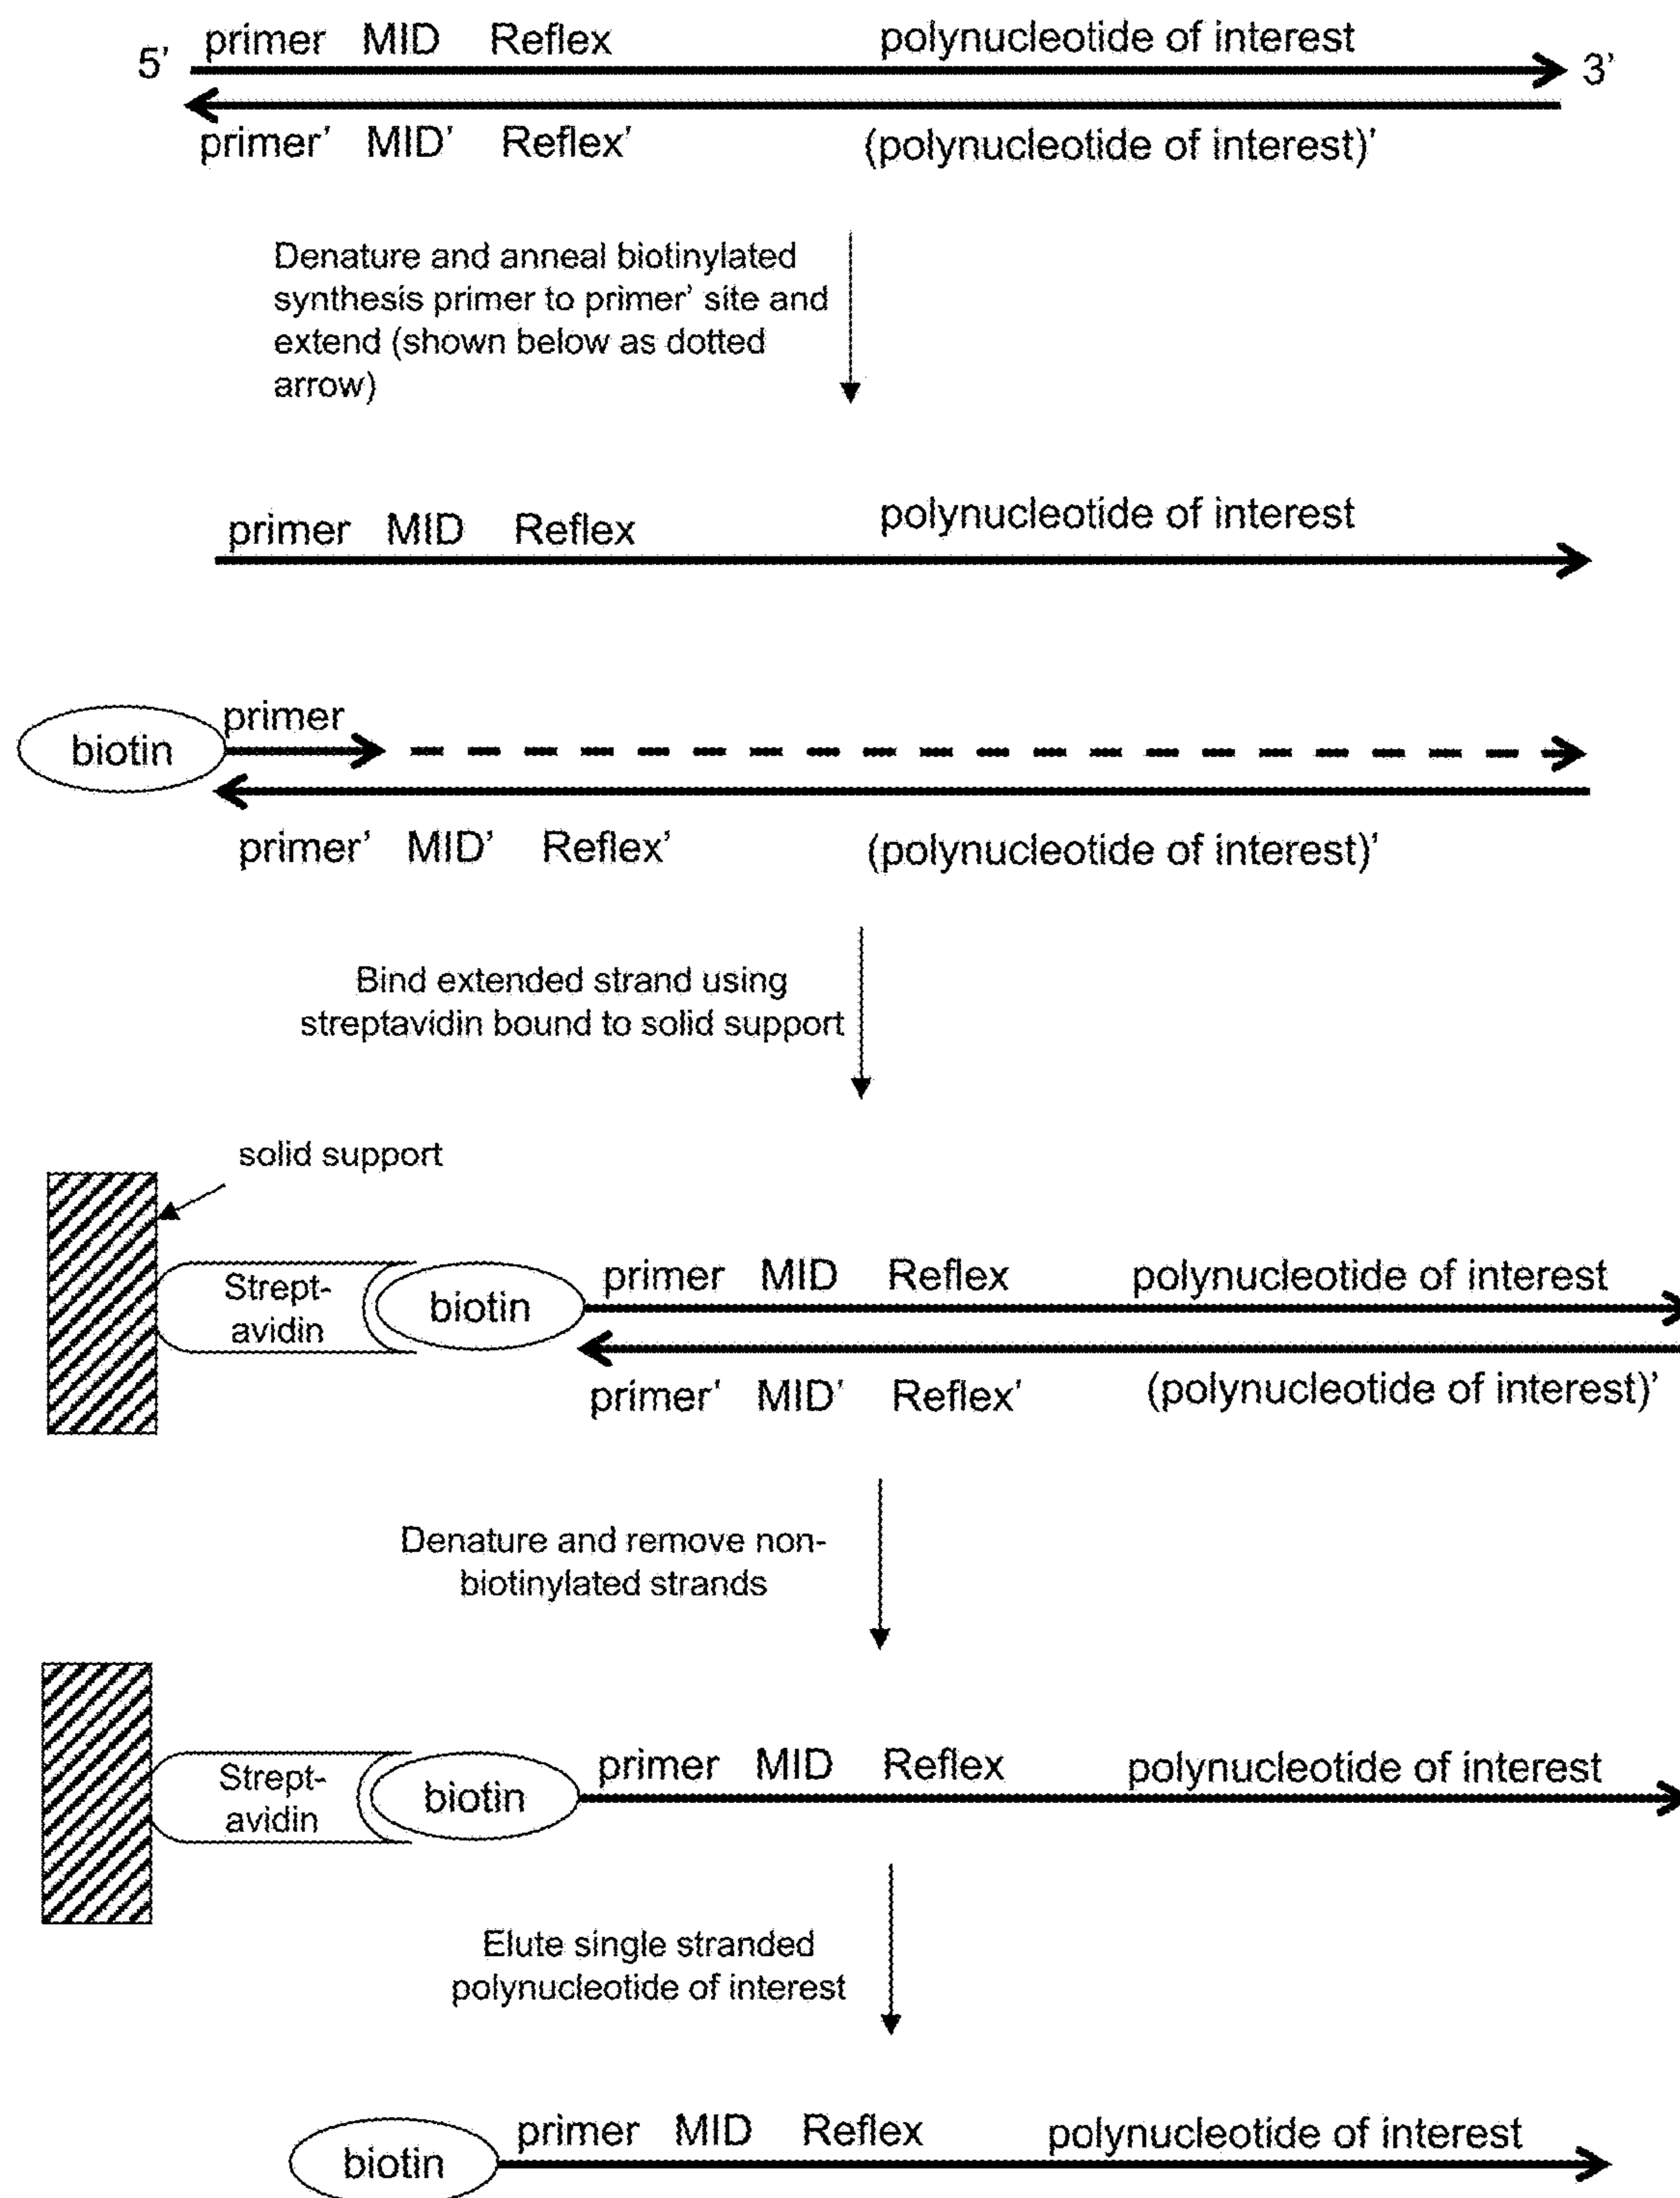 primer MID Reflex polynucleotide of interest
5’ 3’
primer’ MID’ Reflex’ (polynucleotide of interest)’
Denature and anneal biotinylated
synthesis primer to primer’ site and
extend (shown below as dotted
arrow)
primer MID Reflex polynucleotide of interest
primer
biotin
primer’ MID’ Reflex’ (polynucleotide of interest)’
Bind extended strand using
streptavidin bound to solid support
solid support
primer MID Reflex polynucleotide of interest
Strept-
avidin
biotin
primer’ MID’ Reflex’ (polynucleotide of interest)’
Denature and remove non-
biotinylated strands
primer MID Reflex polynucleotide of interest
Strept-
avidin
biotin
Elute single stranded
polynucleotide of interest
primer MID Reflex polynucleotide of interest
biotin